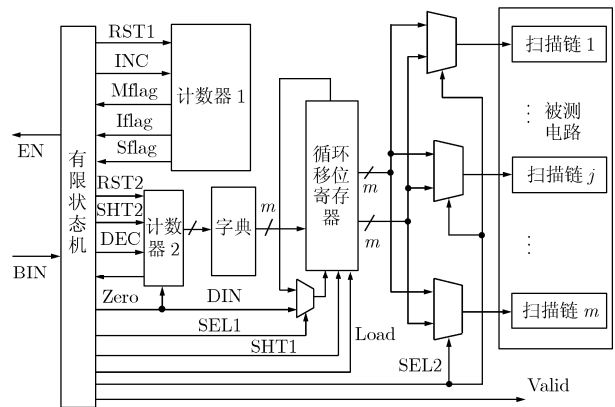 RST1
INC
Mflag
Iflag
Sflag
计数器 1
EN
BIN
有限状态机
RST2
SHT2
DEC
Zero
计数
器 2
字典
m
循环
移位
寄存
器
m
m
DIN
SEL1
SHT1
Load
SEL2
Valid
扫描链 1
⋮ 被测
电路
扫描链 j
⋮
扫描链 m